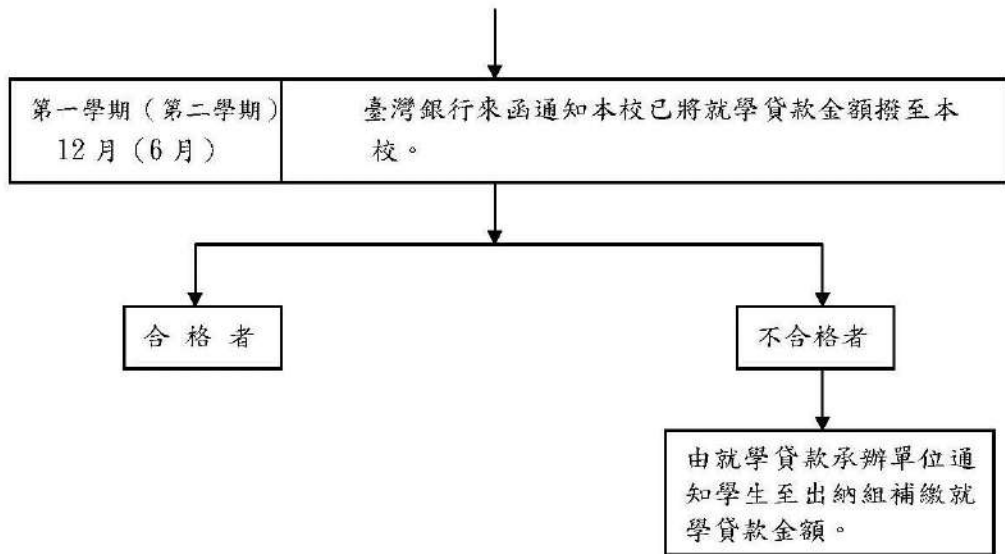 第一學期（第二學期）
12 月（6 月）
臺灣銀行來函通知本校已將就學貸款金額撥至本
校。
合 格 者
不合格者
由就學貸款承辦單位通
知學生至出納組補繳就
學貸款金額。